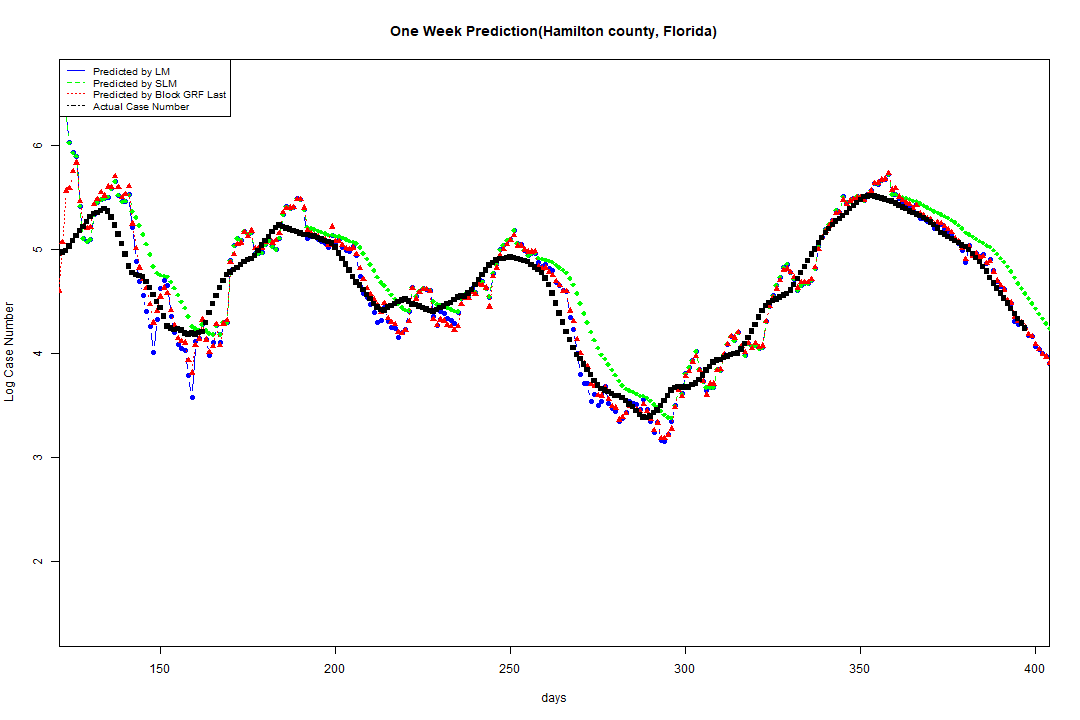 One Week Prediction(Hamilton county, Florida)
Predicted by LM
Predicted by SLM
Predicted by Block GRF Last
Actual Case Number
6
5
4
3
2
Log Case Number
150 200 250 300 350 400
days